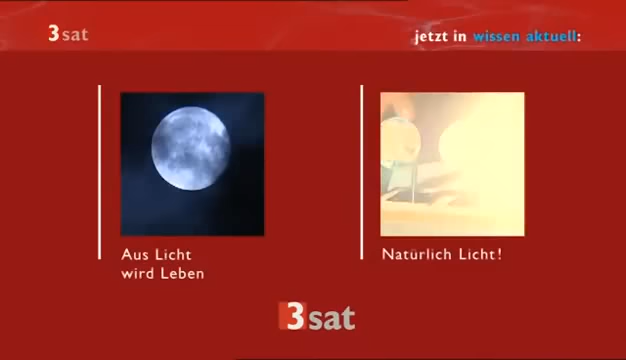 3sat
jetzt in wissen aktuell:
Aus Licht
wird Leben
Natürlich Licht!
3sat